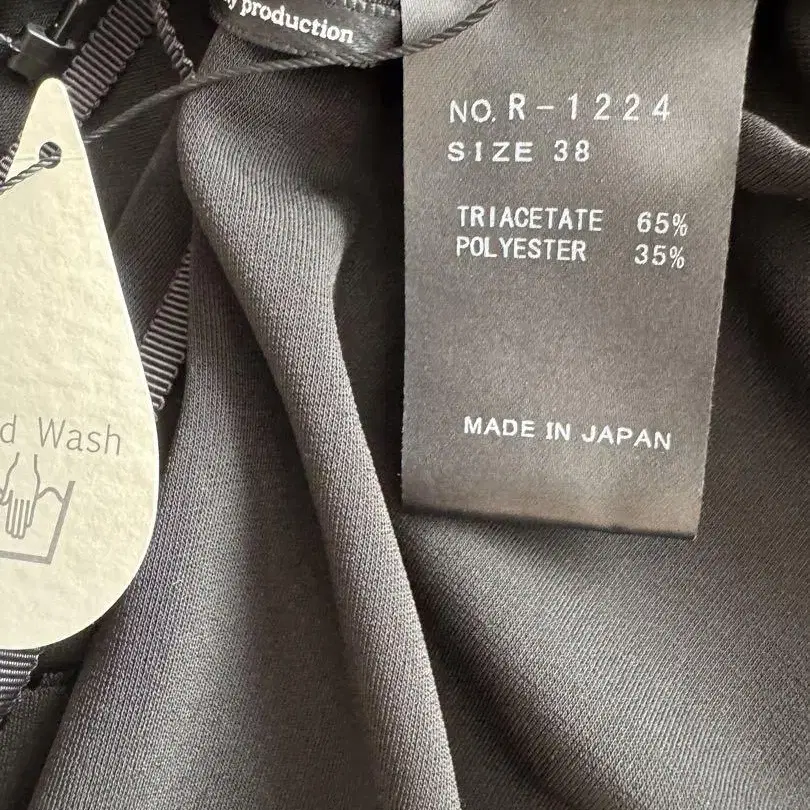 production
NO. R-1224
SIZE 38
TRIACETATE 65%
POLYESTER 35%
MADE IN JAPAN
Wash